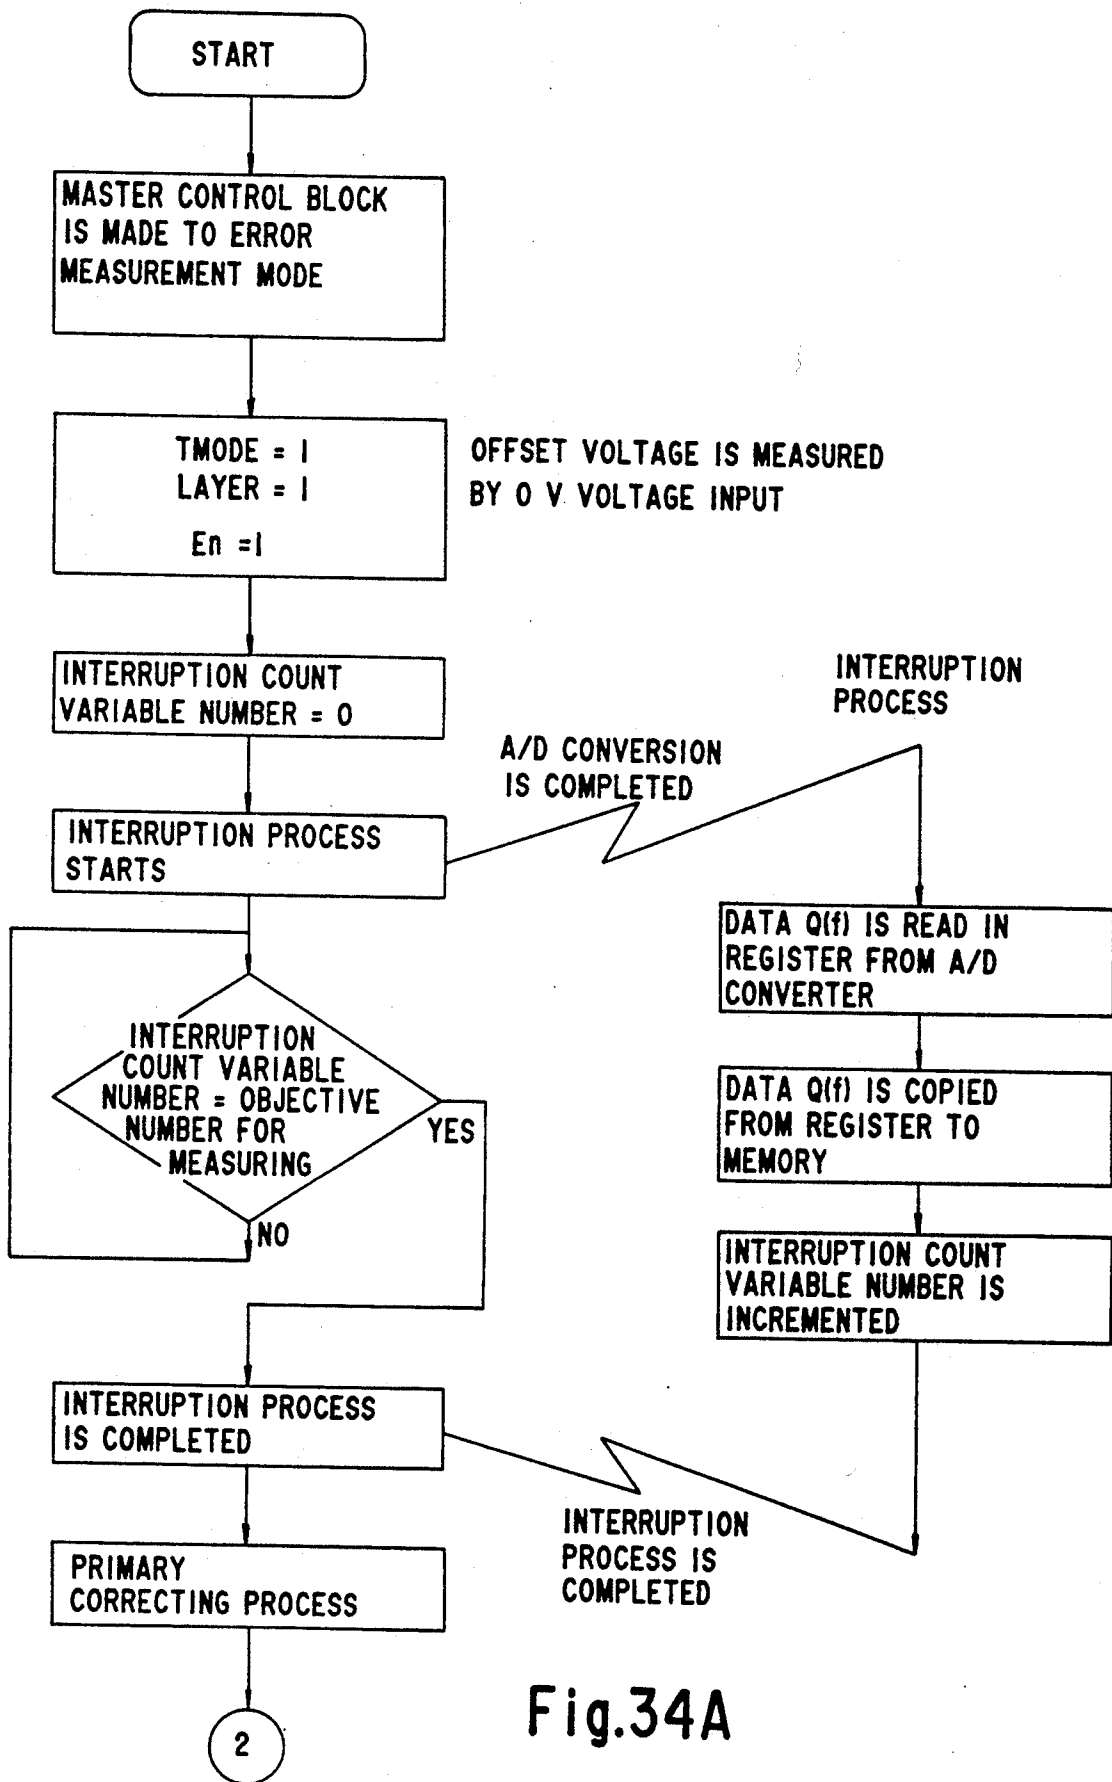 START
MASTER CONTROL BLOCK
IS MADE TO ERROR
MEASUREMENT MODE
TMODE = 1
LAYER = 1
En =1
OFFSET VOLTAGE IS MEASURED
BY 0 V VOLTAGE INPUT
INTERRUPTION COUNT
VARIABLE NUMBER = 0
INTERRUPTION
PROCESS
A/D CONVERSION
IS COMPLETED
INTERRUPTION PROCESS
STARTS
DATA Q(f) IS READ IN
REGISTER FROM A/D
CONVERTER
INTERRUPTION
COUNT VARIABLE
NUMBER = OBJECTIVE
NUMBER FOR
MEASURING
YES
NO
DATA Q(f) IS COPIED
FROM REGISTER TO
MEMORY
INTERRUPTION COUNT
VARIABLE NUMBER IS
INCREMENTED
INTERRUPTION PROCESS
IS COMPLETED
INTERRUPTION
PROCESS IS
COMPLETED
PRIMARY
CORRECTING PROCESS
2
Fig.34A